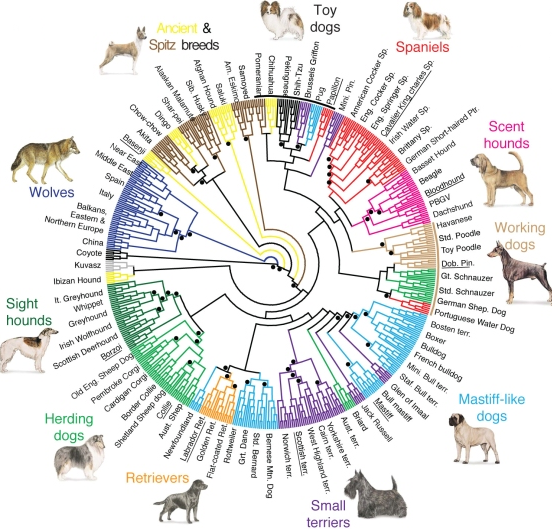 Ancient &
Spitz breeds
Toy
dogs
Spaniels
Scent
hounds
Working
dogs
Mastiff-like
dogs
Small
terriers
Retrievers
Herding
dogs
Sight
hounds
Wolves
Basenji
Akita
Chow-chow
Dingo
Shar-pei
Alaskan Malamute
Sib. Husky
Afghan Hound
Saluki
Am. Eskimo
Samoyed
Pomeranian
Chihuahua
Pekingese
Shih-Tzu
Brussels Griffon
Pug
Papillon
Mini. Pin.
American Cocker Sp.
Eng. Cocker Sp.
Eng. Springer Sp.
Cavalier King charles Sp.
Irish Water Sp.
Brittany Sp.
German Short-haired Ptr.
Basset Hound
Beagle
Bloodhound
PBGV
Dachshund
Havanese
Std. Poodle
Toy Poodle
Dob. Pin.
Gt. Schnauzer
Std. Schnauzer
German Shep. Dog
Portuguese Water Dog
Bosten terr.
Boxer
Bulldog
French bulldog
Mini. Bull terr.
Staf. Bull terr.
Glen of Imaal
Bull mastiff
Mastiff
Jack Russell
Briard
Aust. terr.
Yorkshire terr.
Cairn terr.
West Highland terr.
Scottish terr.
Norwich terr.
Bernese Mtn. Dog
Std. Bernard
Grt. Dane
Rottweiler
Flat-coated Ret.
Golden Ret.
Labrador Ret.
Newfoundland
Aust. Shep.
Collie
Shetland Sheep dog
Border Collie
Cardigan Corgi
Pembroke Corgi
Old Eng. Sheep Dog
Borzoi
Scottish Deerhound
Irish Wolfhound
Greyhound
Whippet
It. Greyhound
Ibizan Hound
Kuvasz
Coyote
China
Balkans,
Eastern &
Northern Europe
Italy
Spain
Middle East
Near East